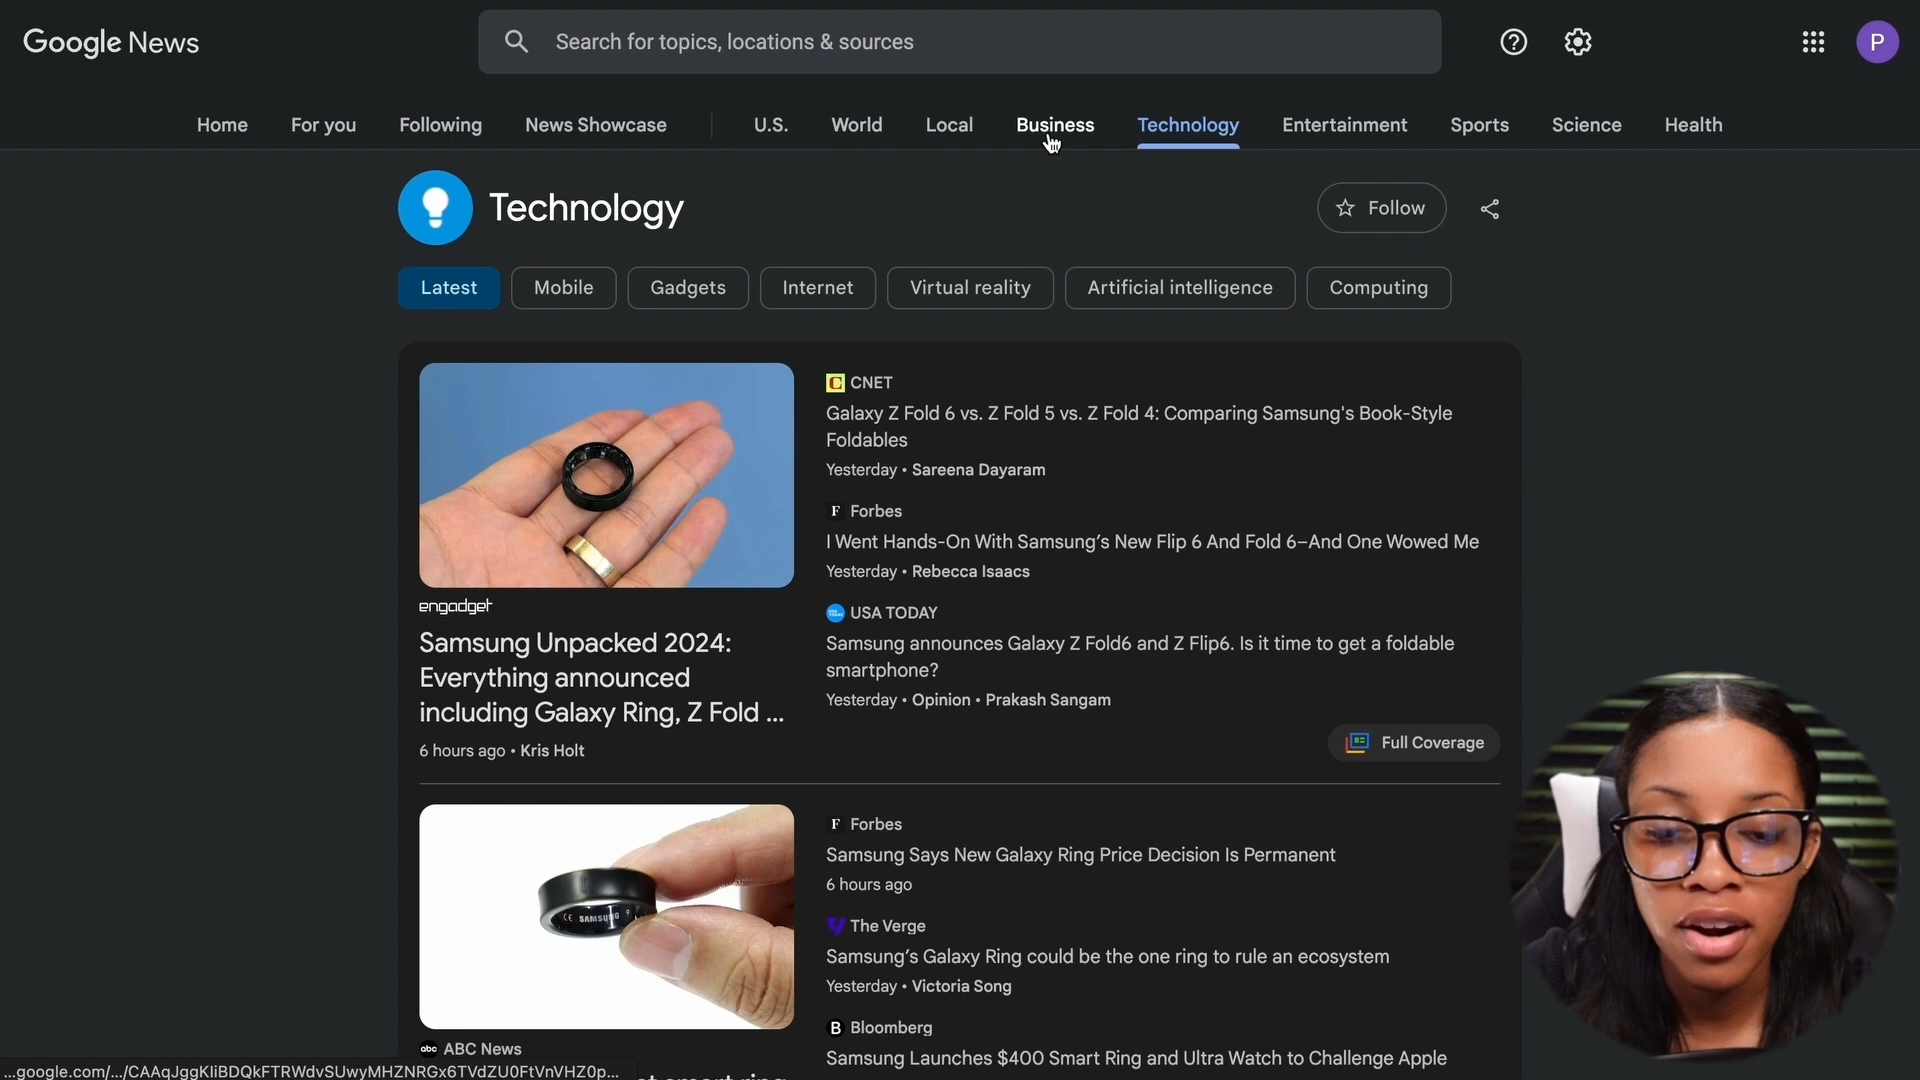 Google News
Search for topics, locations & sources
P
Home
For you
Following
News Showcase
U.S.
World
Local
Business
Technology
Entertainment
Sports
Science
Health
Technology
Follow
Latest
Mobile
Gadgets
Internet
Virtual reality
Artificial intelligence
Computing
engadget
Samsung Unpacked 2024:
Everything announced
including Galaxy Ring, Z Fold ...
6 hours ago • Kris Holt
C CNET
Galaxy Z Fold 6 vs. Z Fold 5 vs. Z Fold 4: Comparing Samsung's Book-Style
Foldables
Yesterday • Sareena Dayaram
F Forbes
I Went Hands-On With Samsung’s New Flip 6 And Fold 6–And One Wowed Me
Yesterday • Rebecca Isaacs
USA TODAY
Samsung announces Galaxy Z Fold6 and Z Flip6. Is it time to get a foldable
smartphone?
Yesterday • Opinion • Prakash Sangam
Full Coverage
CE SAMSUNG 9
abc ABC News
F Forbes
Samsung Says New Galaxy Ring Price Decision Is Permanent
6 hours ago
The Verge
Samsung’s Galaxy Ring could be the one ring to rule an ecosystem
Yesterday • Victoria Song
B Bloomberg
Samsung Launches $400 Smart Ring and Ultra Watch to Challenge Apple
smart ring